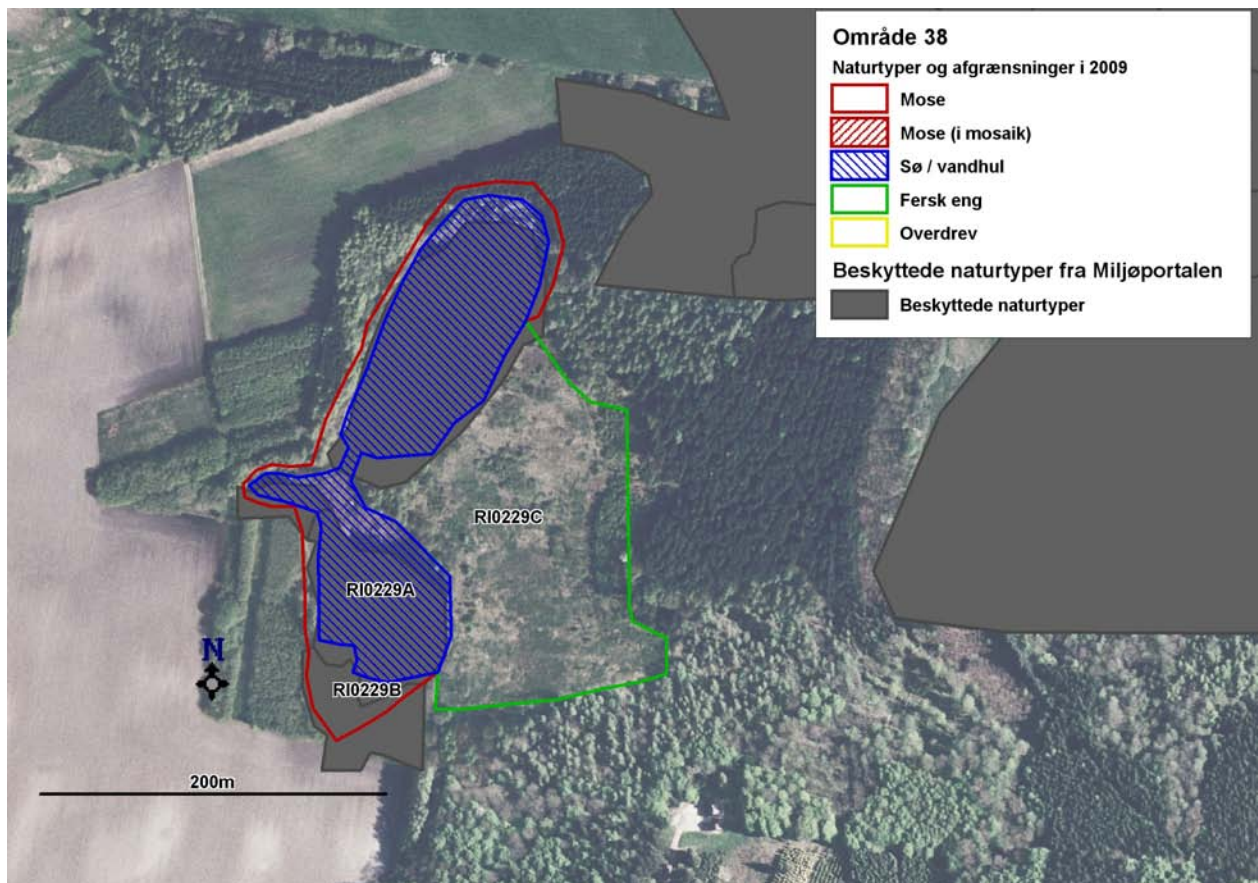 Område 38
Naturtyper og afgrænsninger i 2009
Mose
Mose (i mosaik)
Sø / vandhul
Fersk eng
Overdrev
Beskyttede naturtyper fra Miljøportalen
Beskyttede naturtyper
RI0229C
RI0229A
N
RI0229B
200m